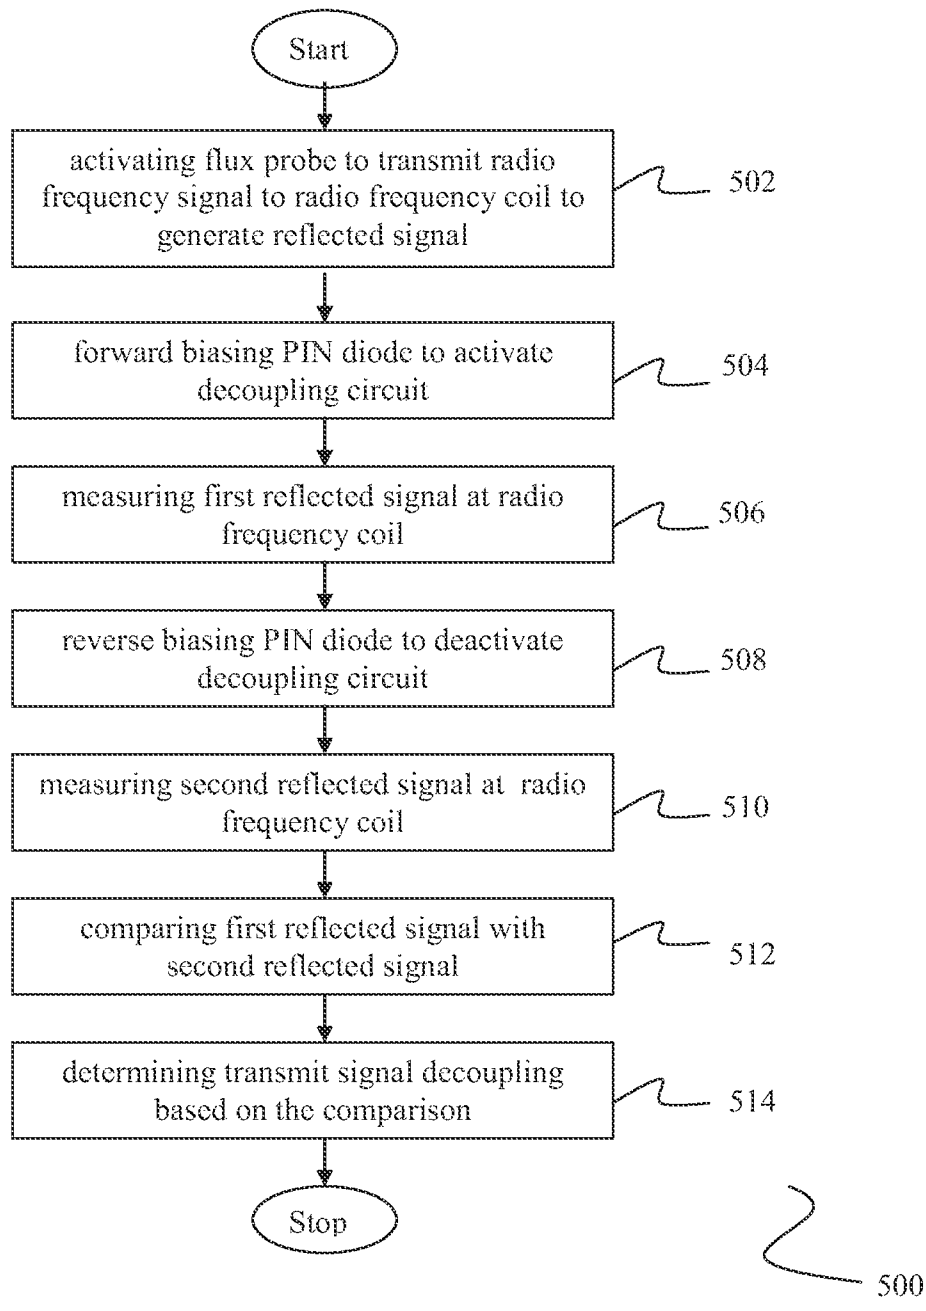 Start
activating flux probe to transmit radio
frequency signal to radio frequency coil to
generate reflected signal
502
forward biasing PIN diode to activate
decoupling circuit
504
measuring first reflected signal at radio
frequency coil
506
reverse biasing PIN diode to deactivate
decoupling circuit
508
measuring second reflected signal at radio
frequency coil
510
comparing first reflected signal with
second reflected signal
512
determining transmit signal decoupling
based on the comparison
514
Stop
500